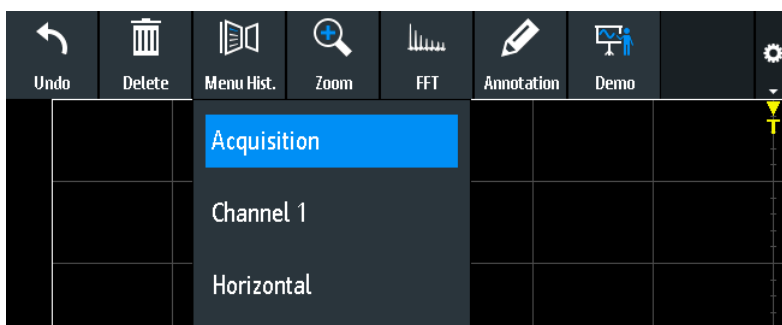 Undo Delete Menu Hist. Zoom FFT Annotation Demo
T
Acquisition
Channel 1
Horizontal